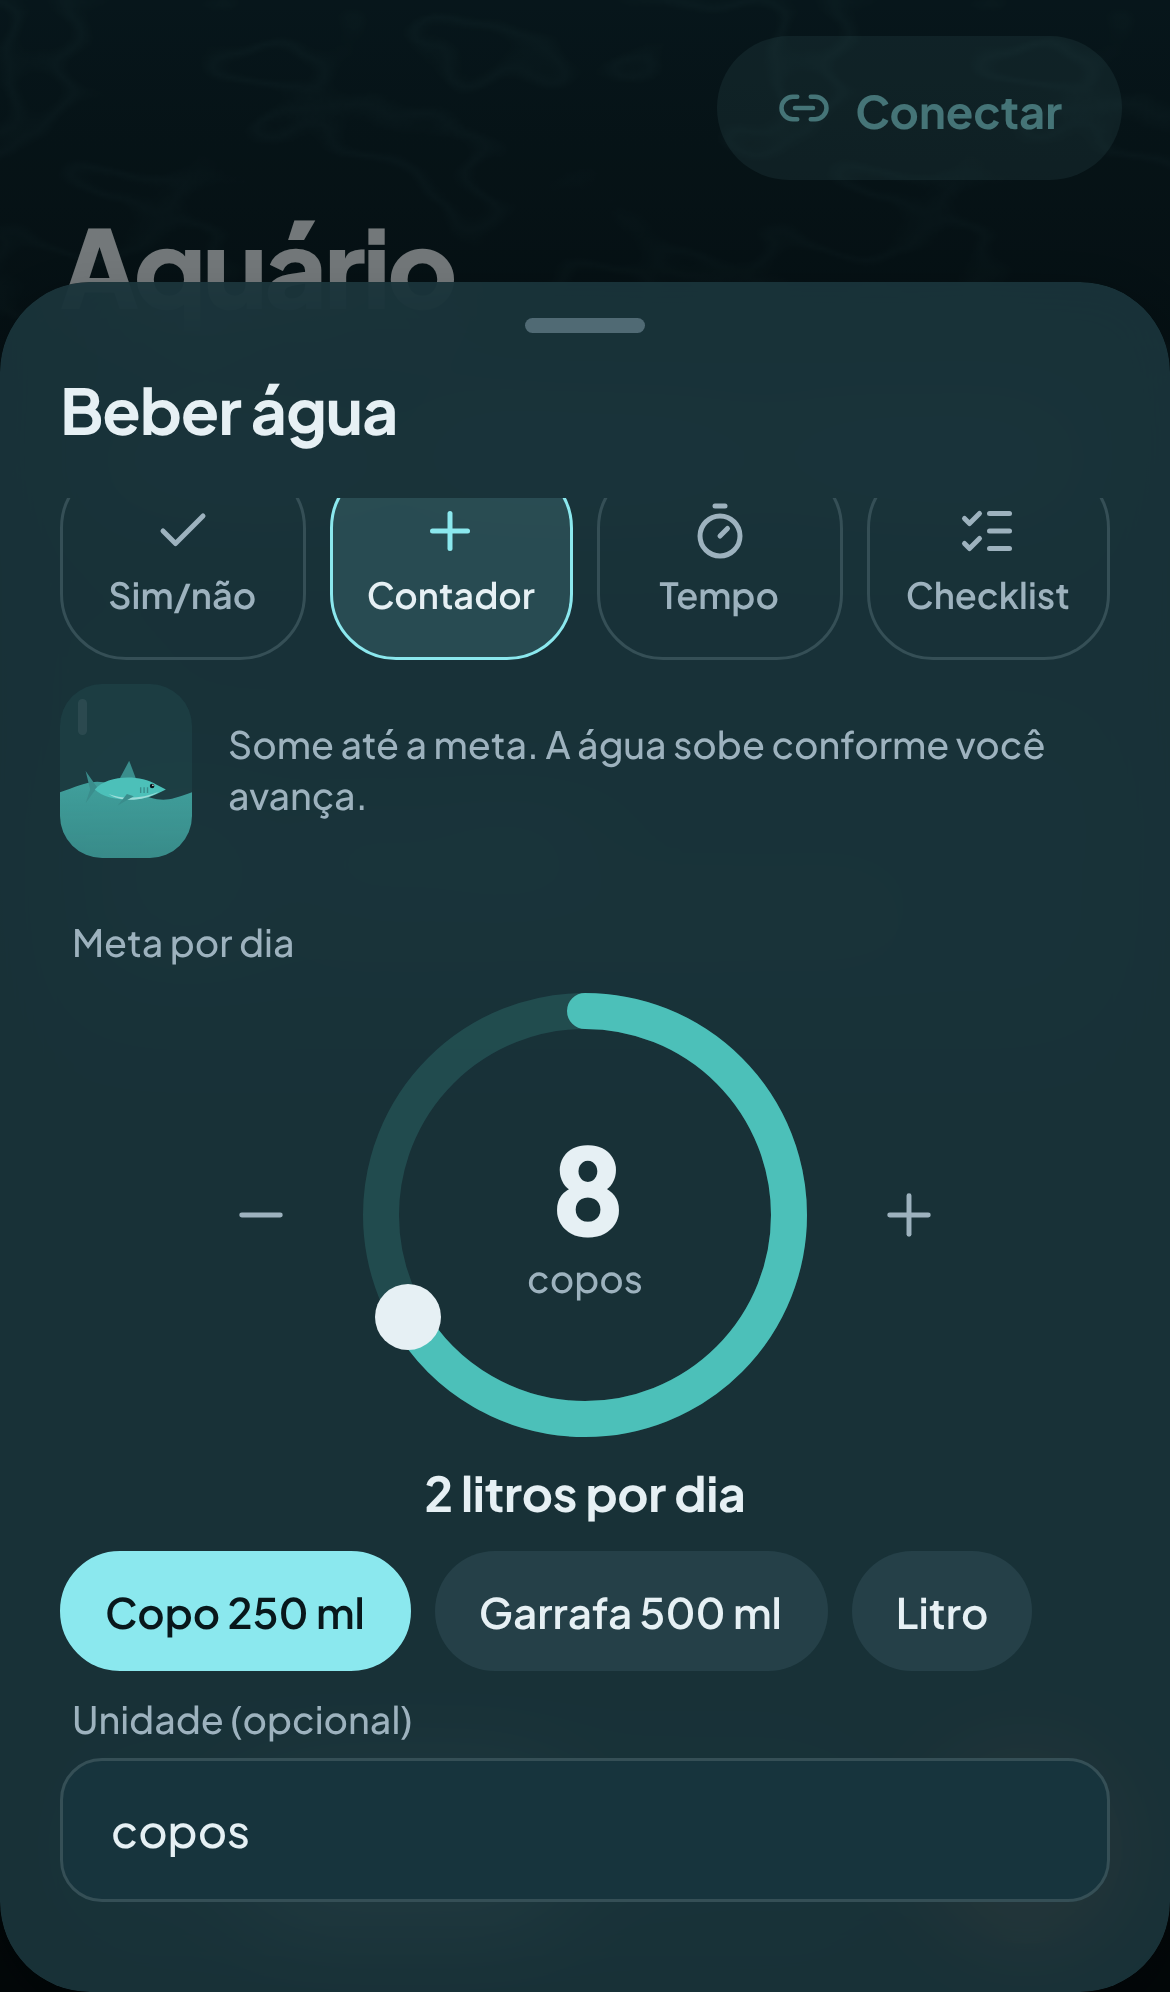 Conectar
Aquário
Beber água
Sim/não
Contador
Tempo
Checklist
Some até a meta. A água sobe conforme você
avança.
Meta por dia
8
copos
2 litros por dia
Copo 250 ml
Garrafa 500 ml
Litro
Unidade (opcional)
copos